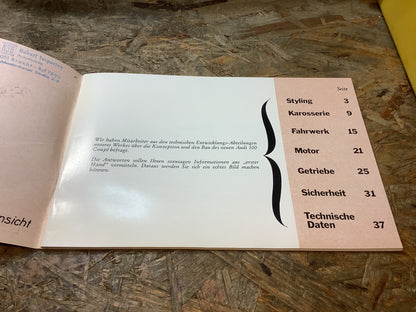 Wir haben Mitarbeiter aus den technischen Entwicklungs-Abteilungen
unseres Werkes über die Konzeption und den Bau des neuen Audi 100
Coupé befragt.
Die Antworten sollen Ihnen sozusagen Informationen aus „erster
Hand" vermitteln. Daraus werden Sie sich ein echtes Bild machen
können.
Seite
Styling 3
Karosserie 9
Fahrwerk 15
Motor 21
Getriebe 25
Sicherheit 31
Technische
Daten 37
nsicht